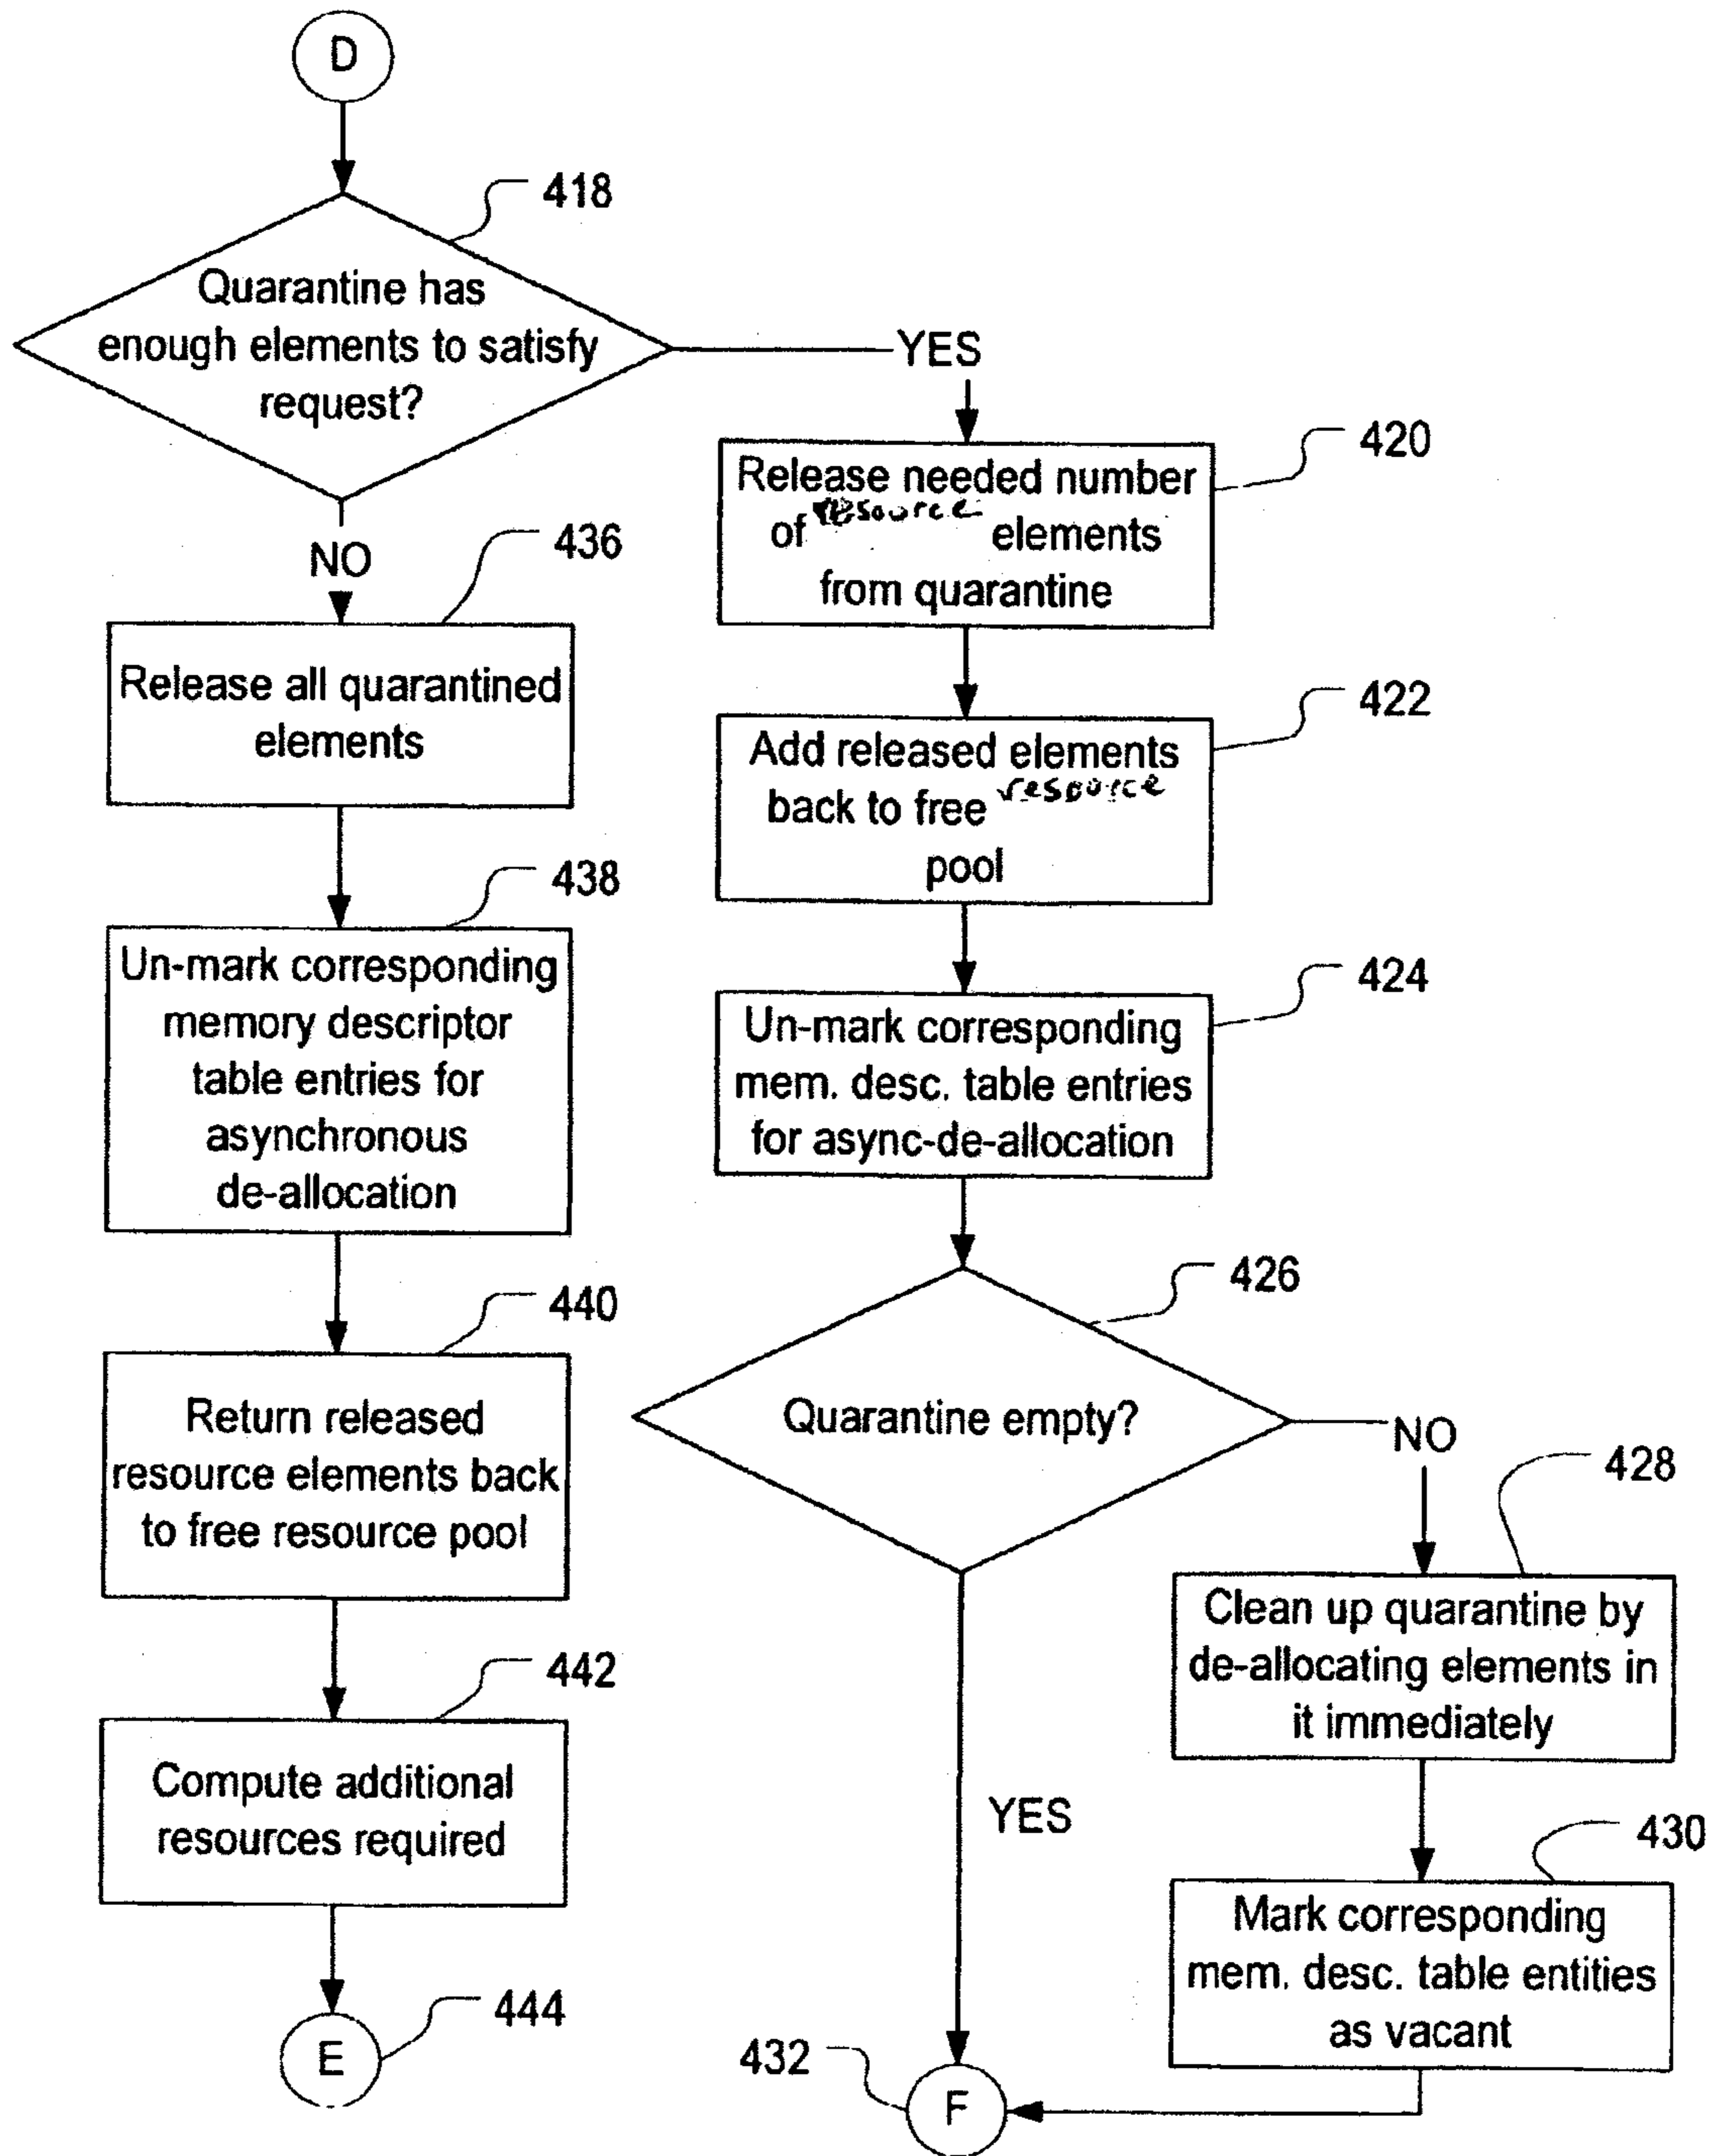 D
418
Quarantine has
enough elements to satisfy
request?
YES
NO
436
Release all quarantined
elements
438
Un-mark corresponding
memory descriptor
table entries for
asynchronous
de-allocation
440
Return released
resource elements back
to free resource pool
442
Compute additional
resources required
444
E
420
Release needed number
of resource elements
from quarantine
422
Add released elements
back to free resource
pool
424
Un-mark corresponding
mem. desc. table entries
for async-de-allocation
426
Quarantine empty?
NO
428
Clean up quarantine by
de-allocating elements in
it immediately
YES
430
Mark corresponding
mem. desc. table entities
as vacant
432
F